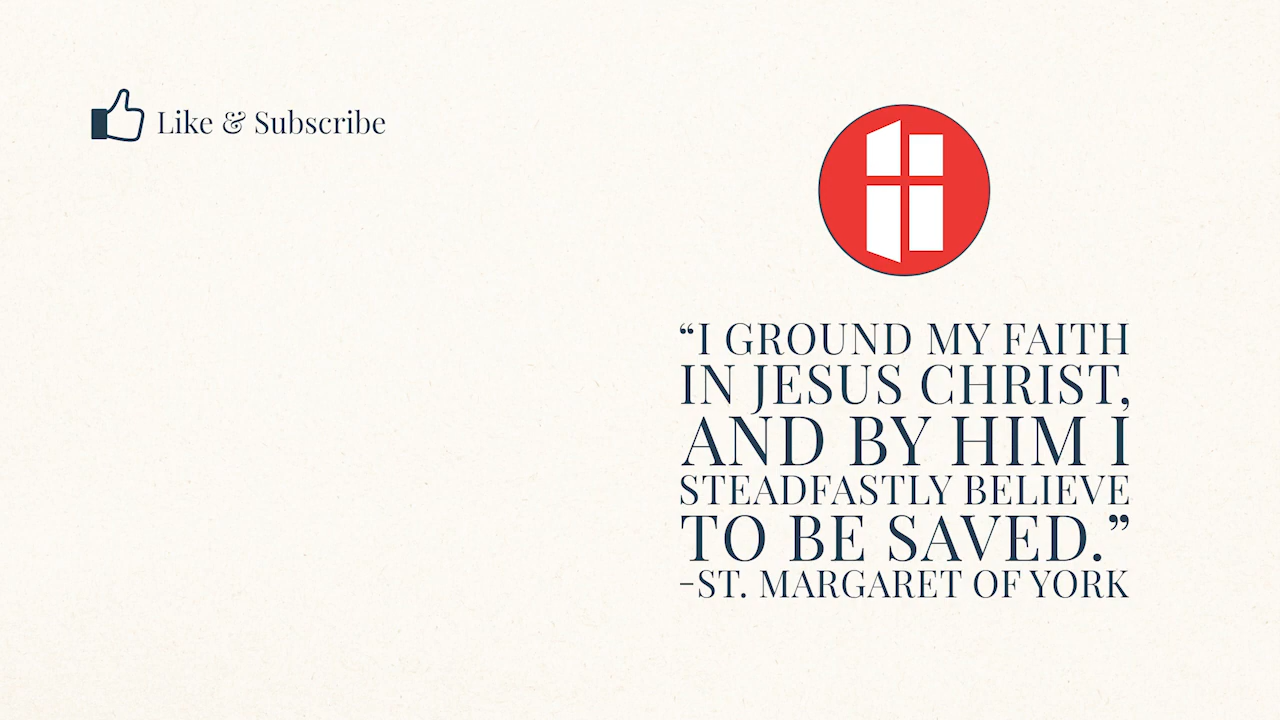 Like & Subscribe
“I GROUND MY FAITH
IN JESUS CHRIST,
AND BY HIM I
STEADFASTLY BELIEVE
TO BE SAVED.”
-ST. MARGARET OF YORK